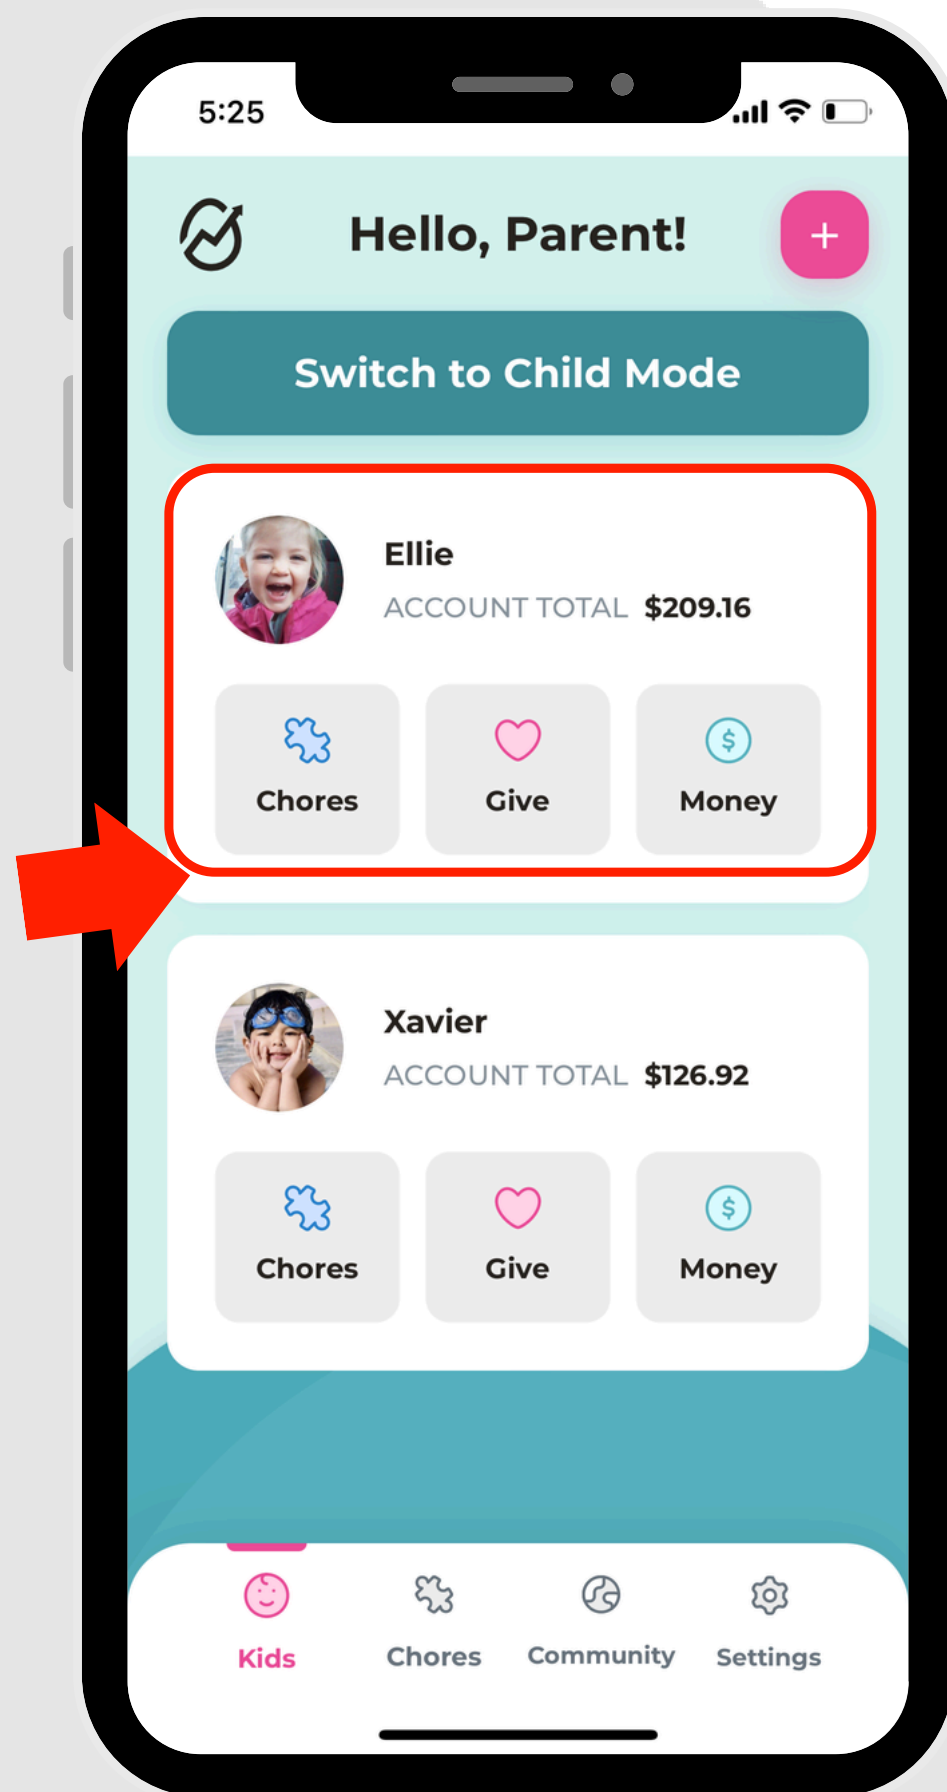 5:25
Hello, Parent!
+
Switch to Child Mode
Ellie
ACCOUNT TOTAL $209.16
Chores Give $ Money
Xavier
ACCOUNT TOTAL $126.92
Chores Give $ Money
Kids Chores Community Settings